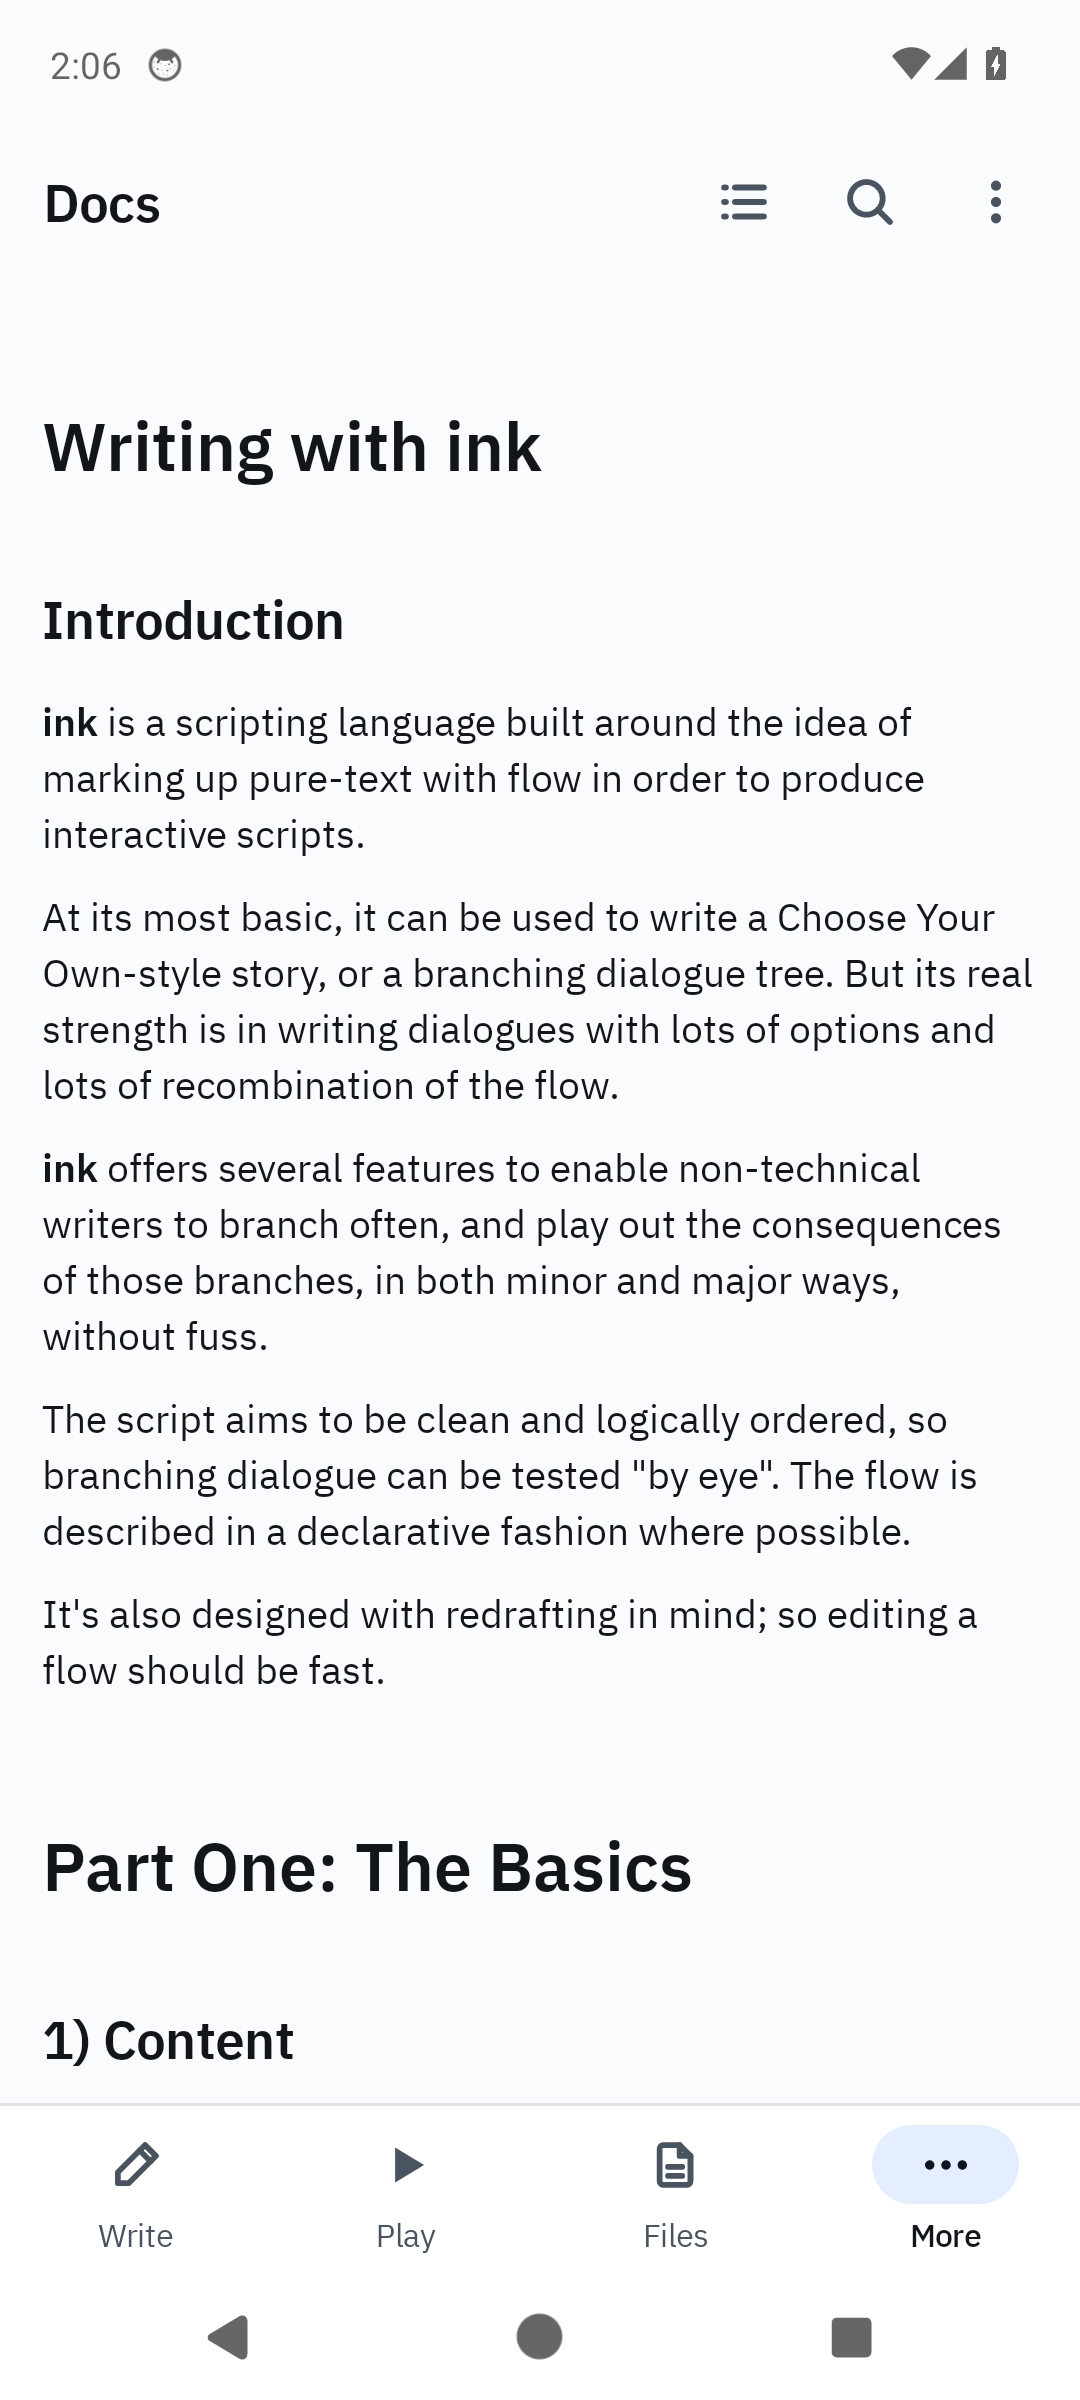 2:06
Docs
Writing with ink
Introduction
ink is a scripting language built around the idea of
marking up pure-text with flow in order to produce
interactive scripts.
At its most basic, it can be used to write a Choose Your
Own-style story, or a branching dialogue tree. But its real
strength is in writing dialogues with lots of options and
lots of recombination of the flow.
ink offers several features to enable non-technical
writers to branch often, and play out the consequences
of those branches, in both minor and major ways,
without fuss.
The script aims to be clean and logically ordered, so
branching dialogue can be tested "by eye". The flow is
described in a declarative fashion where possible.
It's also designed with redrafting in mind; so editing a
flow should be fast.
Part One: The Basics
1) Content
Write
Play
Files
More